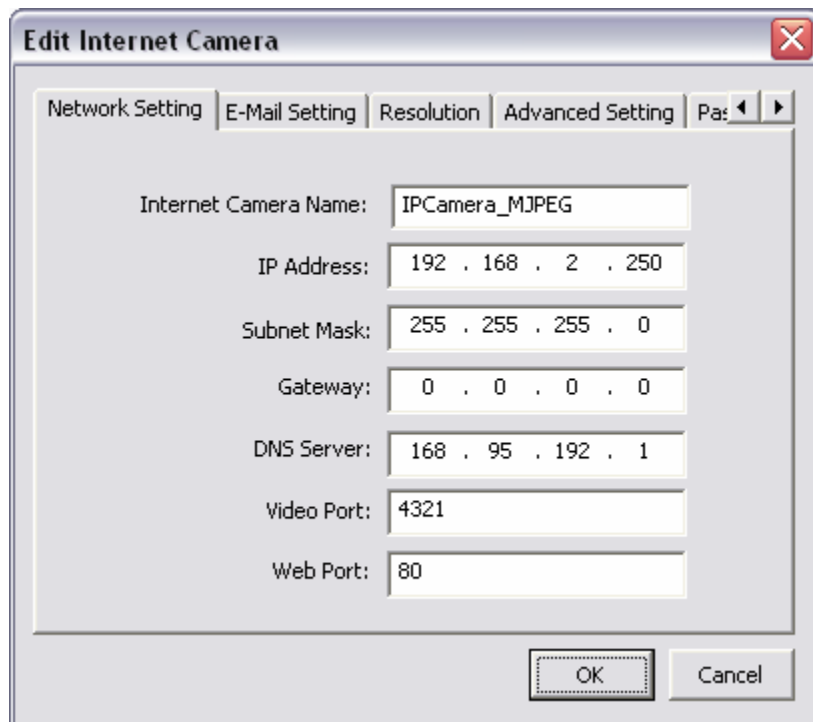 Edit Internet Camera
Network Setting E-Mail Setting Resolution Advanced Setting
Internet Camera Name: IPCamera_MJPEG
IP Address: 192 . 168 . 2 . 250
Subnet Mask: 255 . 255 . 255 . 0
Gateway: 0 . 0 . 0 . 0
DNS Server: 168 . 95 . 192 . 1
Video Port: 4321
Web Port: 80
OK Cancel